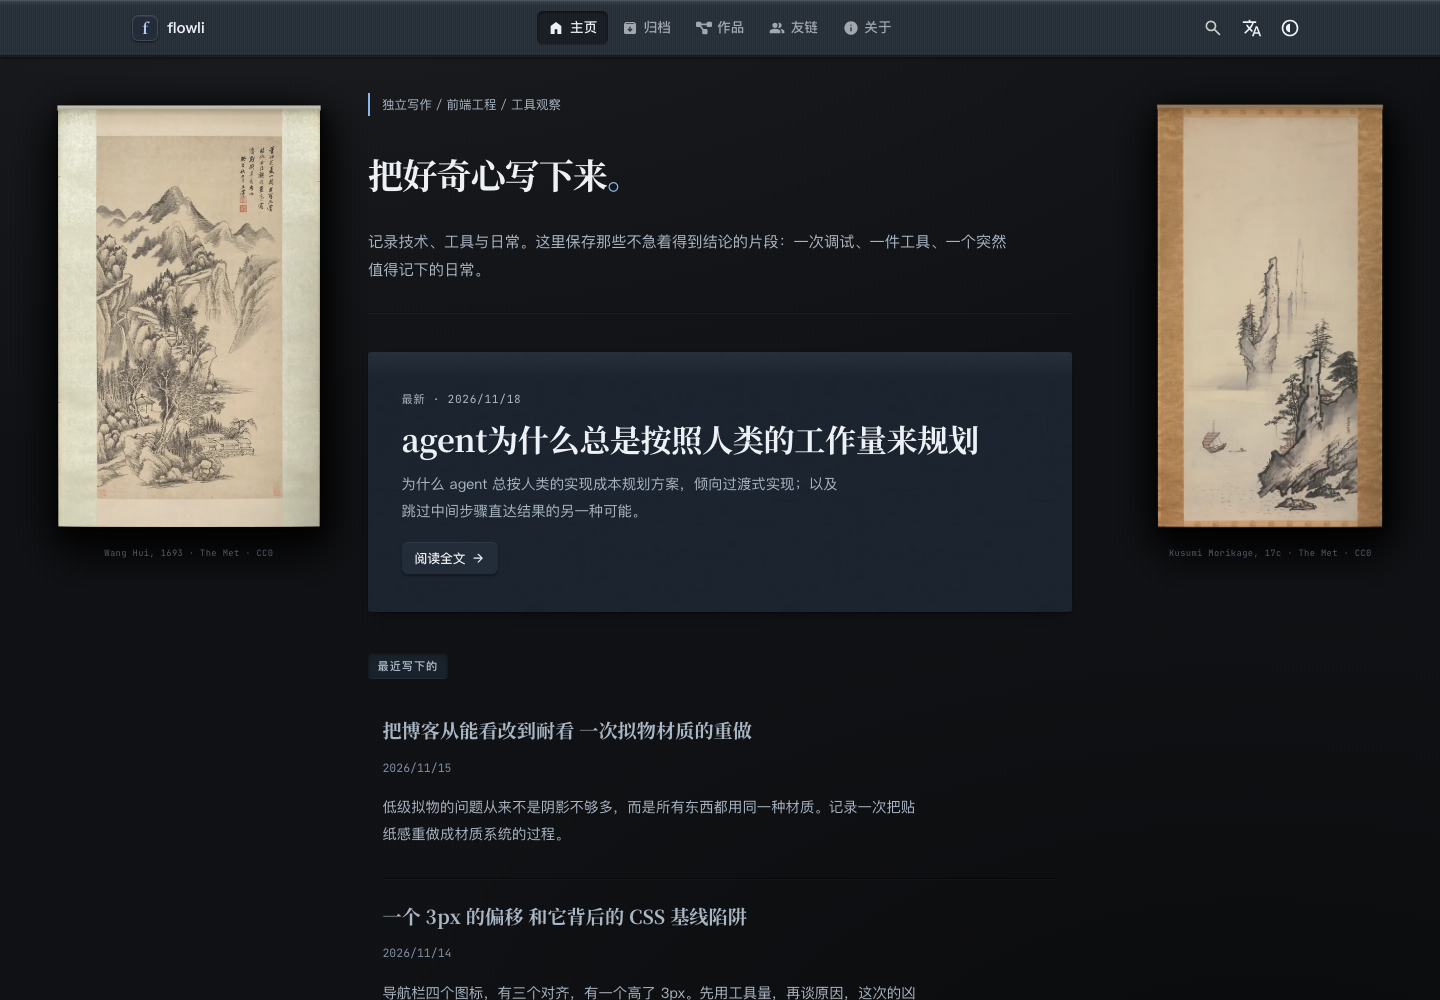 f flowli
主页 归档 作品 友链 关于
独立写作 / 前端工程 / 工具观察
把好奇心写下来。
记录技术、工具与日常。这里保存那些不急着得到结论的片段：一次调试、一件工具、一个突然
值得记下的日常。
Wang Hui, 1693 · The Met · CC0
Kusumi Morikage, 17c · The Met · CC0
最新 · 2026/11/18
agent为什么总是按照人类的工作量来规划
为什么 agent 总按人类的实现成本规划方案，倾向过渡式实现；以及
跳过中间步骤直达结果的另一种可能。
阅读全文 →
最近写下的
把博客从能看改到耐看 一次拟物材质的重做
2026/11/15
低级拟物的问题从来不是阴影不够多，而是所有东西都用同一种材质。记录一次把贴
纸感重做成材质系统的过程。
一个 3px 的偏移 和它背后的 CSS 基线陷阱
2026/11/14
导航栏四个图标，有三个对齐，有一个高了 3px。先用工具量，再谈原因，这次的凶